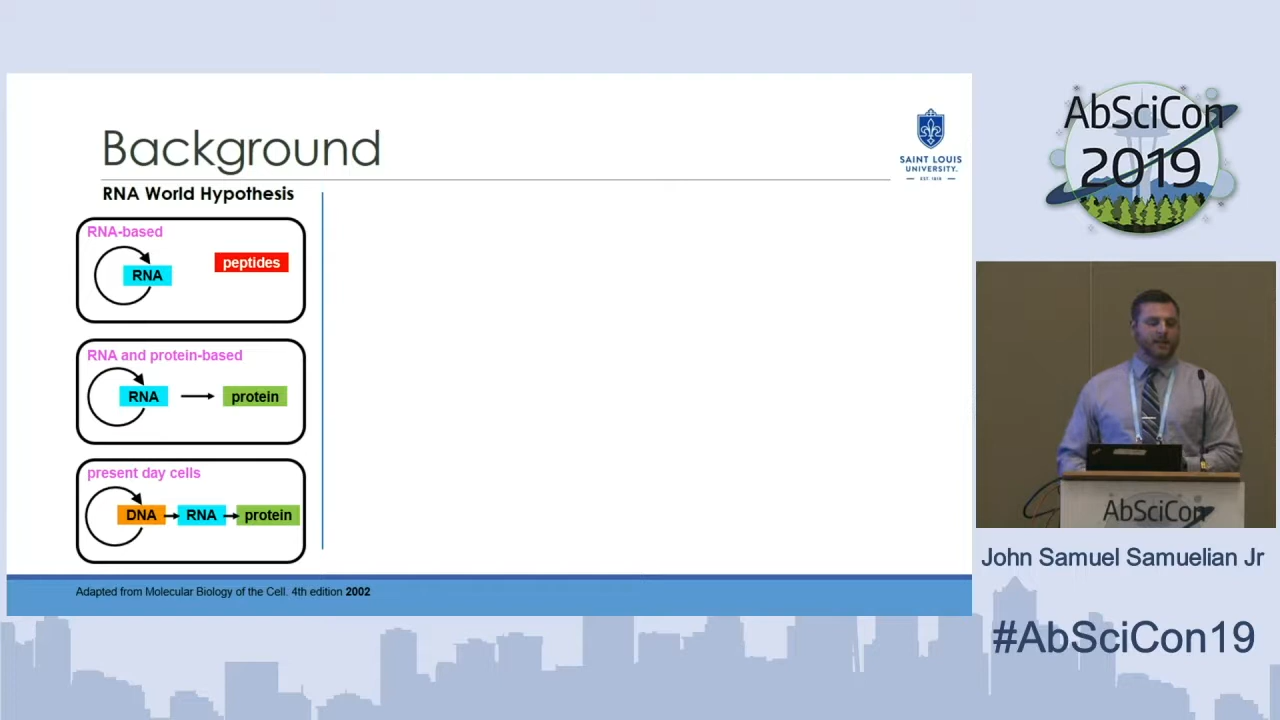 Background
SAINT LOUIS
UNIVERSITY.
EST. 1818
RNA World Hypothesis
RNA-based
RNA
peptides
RNA and protein-based
RNA
protein
present day cells
DNA
RNA
protein
Adapted from Molecular Biology of the Cell. 4th edition 2002
AbSciCon
2019
AbSciCon
John Samuel Samuelian Jr
#AbSciCon19